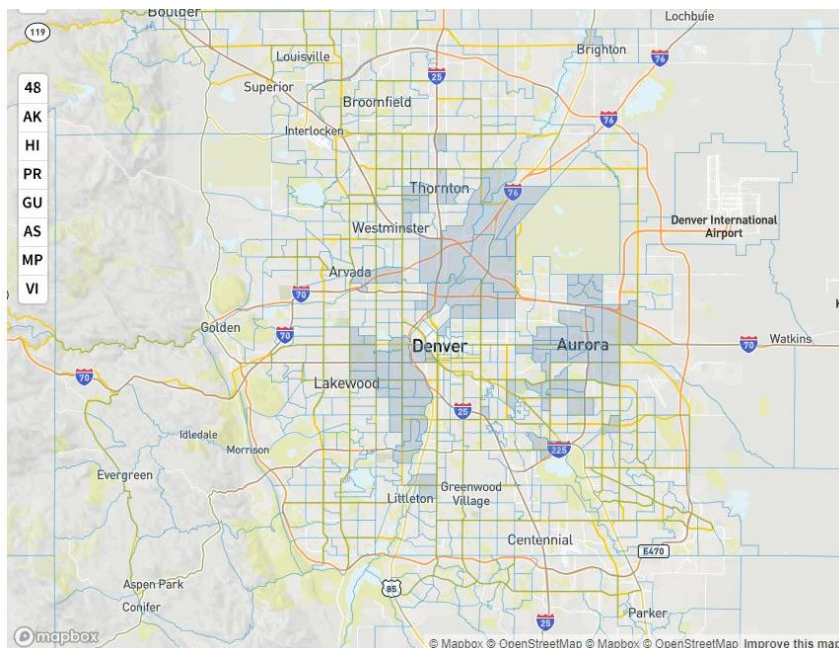 Boulder
Lochbuie
119
Louisville
Brighton
76
25
Superior
48
AK
HI
PR
GU
AS
MP
VI
Broomfield
76
Interlocken
Thornton
76
Denver International
Airport
Westminster
Arvada
70
Golden
70
Denver
Aurora
70
Watkins
70
Lakewood
25
Idledale
Morrison
225
Evergreen
Greenwood
Village
Littleton
Centennial
E470
Aspen Park
85
Conifer
Parker
25
mapbox
© Mapbox © OpenStreetMap © Mapbox © OpenStreetMap Improve this map